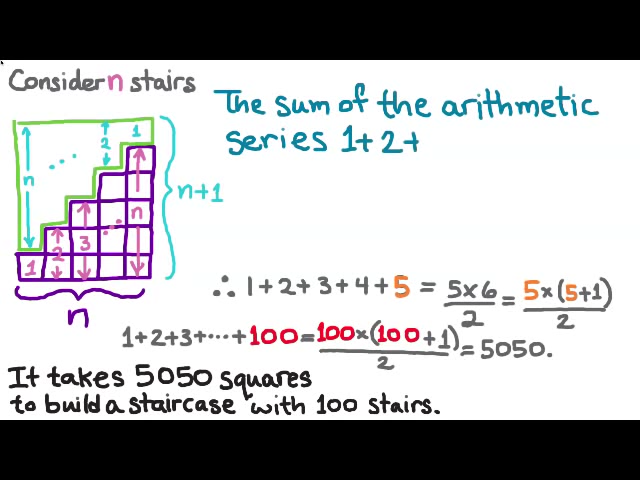 Consider n stairs
The sum of the arithmetic
series 1+ 2+
1
2
n
...
n+1
n
3
2
1
...
n
∴ 1 + 2 + 3 + 4 + 5 = 5×6/2 = 5×(5+1)/2
1+2+3+···+100 = 100×(100+1)/2 = 5050.
It takes 5050 squares
to build a staircase with 100 stairs.